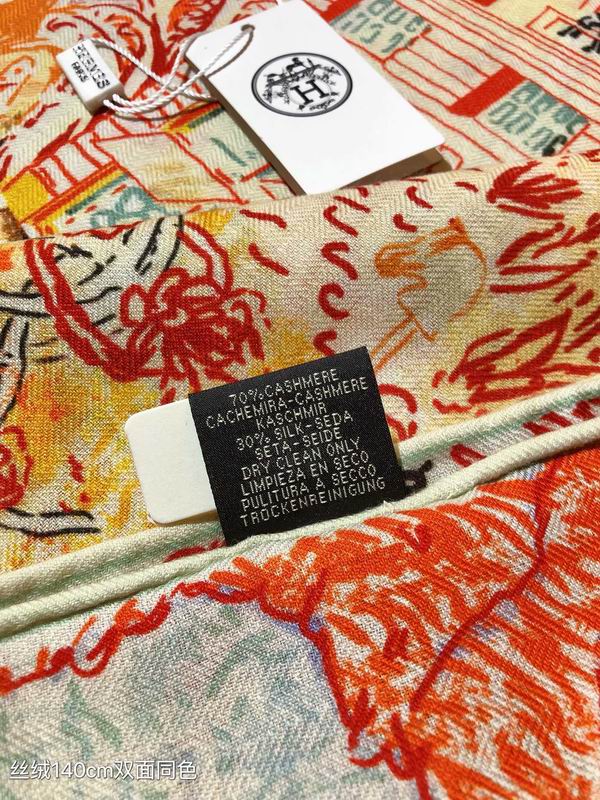 H
70%CASHMERE
CACHEMIRA-CASHMERE
KASCHMIR
30% SILK-SEDA
SETA-SEIDE
DRY CLEAN ONLY
LIMPIEZA EN SECO
PULITURA A SECCO
TROCKENREINIGUNG
丝绒140cm双面同色